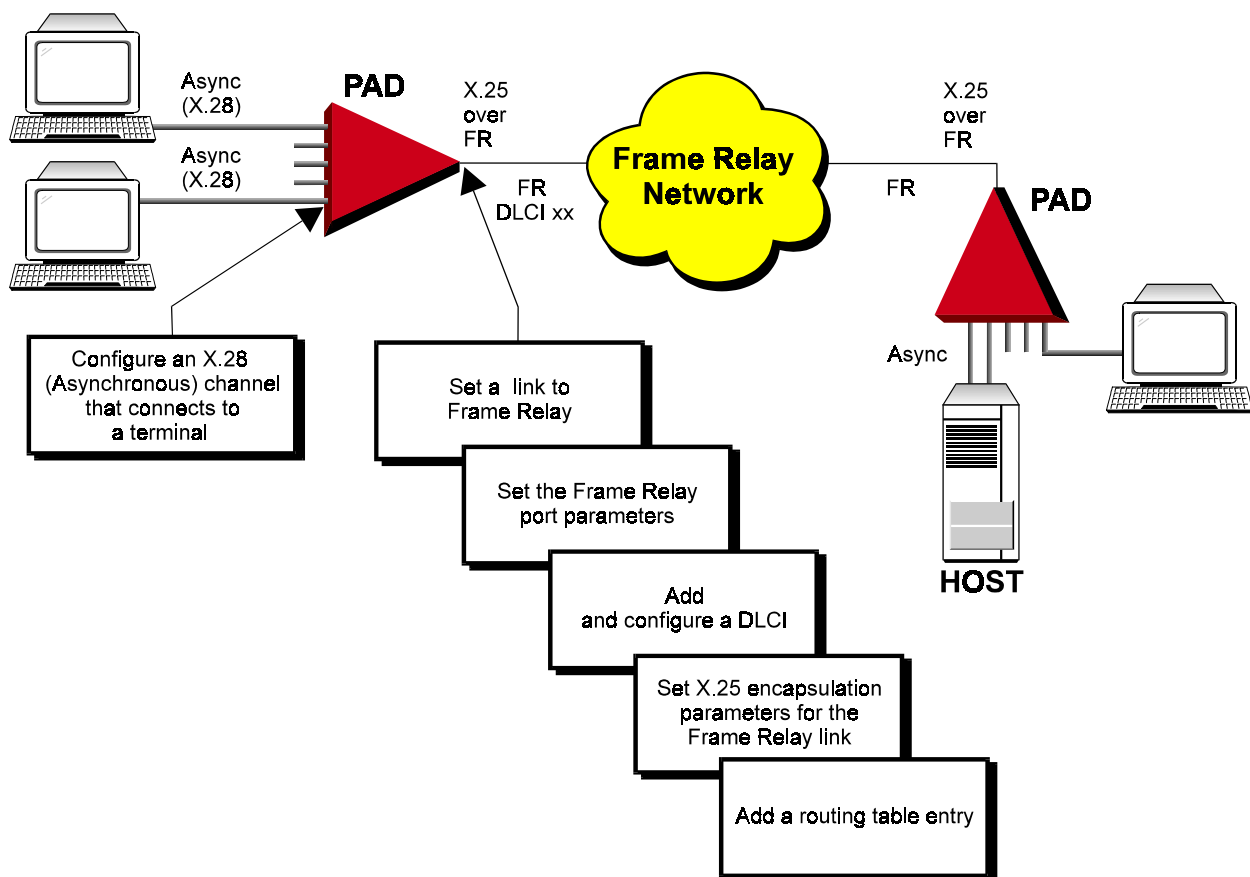 Async
(X.28)
PAD
X.25
over
FR
X.25
over
FR
Async
(X.28)
Frame Relay
Network
FR
DLCI xx
FR
PAD
Async
Configure an X.28
(Asynchronous) channel
that connects to
a terminal
Set a link to
Frame Relay
Set the Frame Relay
port parameters
Add
and configure a DLCI
HOST
Set X.25 encapsulation
parameters for the
Frame Relay link
Add a routing table entry